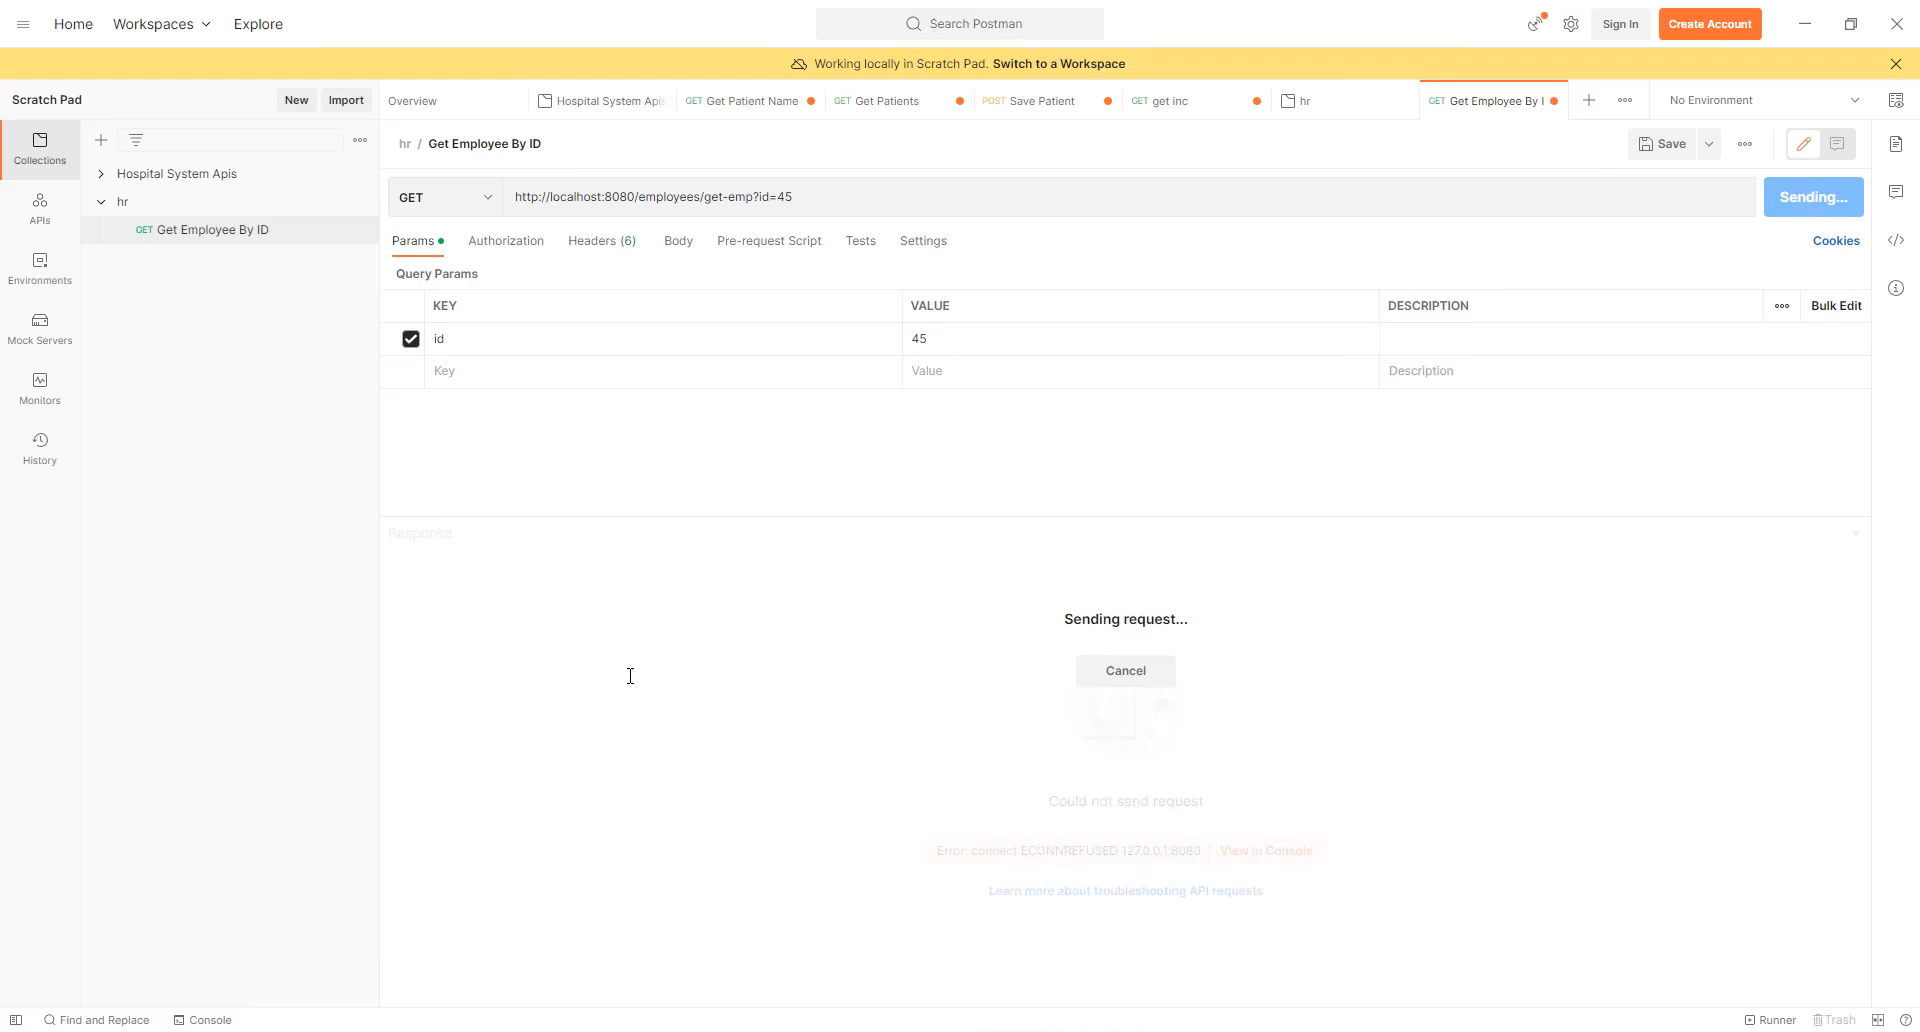 Home Workspaces Explore Search Postman Sign In Create Account
Working locally in Scratch Pad. Switch to a Workspace
Scratch Pad New Import Overview Hospital System Apis GET Get Patient Name GET Get Patients POST Save Patient GET get inc hr GET Get Employee By I No Environment
Collections
Hospital System Apis
hr
GET Get Employee By ID
APIs
Environments
Mock Servers
Monitors
History
hr / Get Employee By ID Save
GET http://localhost:8080/employees/get-emp?id=45 Sending...
Params Authorization Headers (6) Body Pre-request Script Tests Settings Cookies
Query Params
KEY VALUE DESCRIPTION Bulk Edit
id 45
Key Value Description
Response
Sending request...
Cancel
Could not send request
Error: connect ECONNREFUSED 127.0.0.1:8080 View in Console
Learn more about troubleshooting API requests
Find and Replace Console Runner Trash